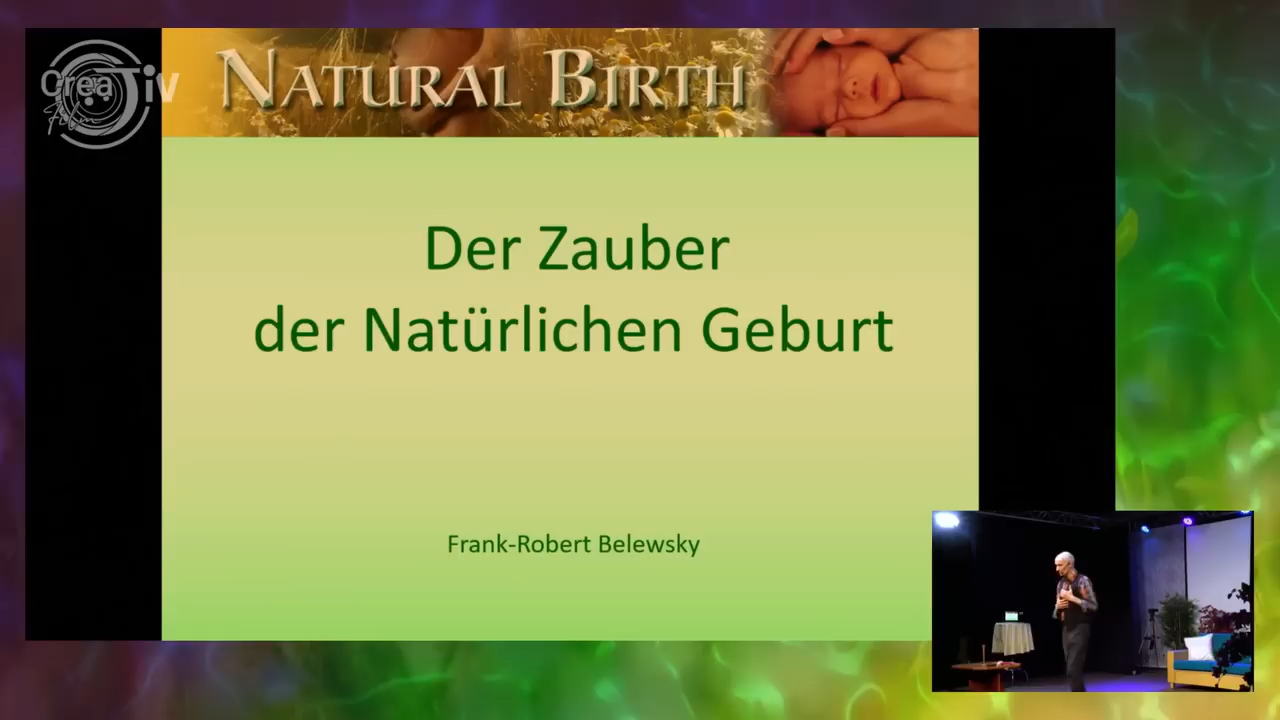 CreaTiv
Film
NATURAL BIRTH
Der Zauber
der Natürlichen Geburt
Frank-Robert Belewsky